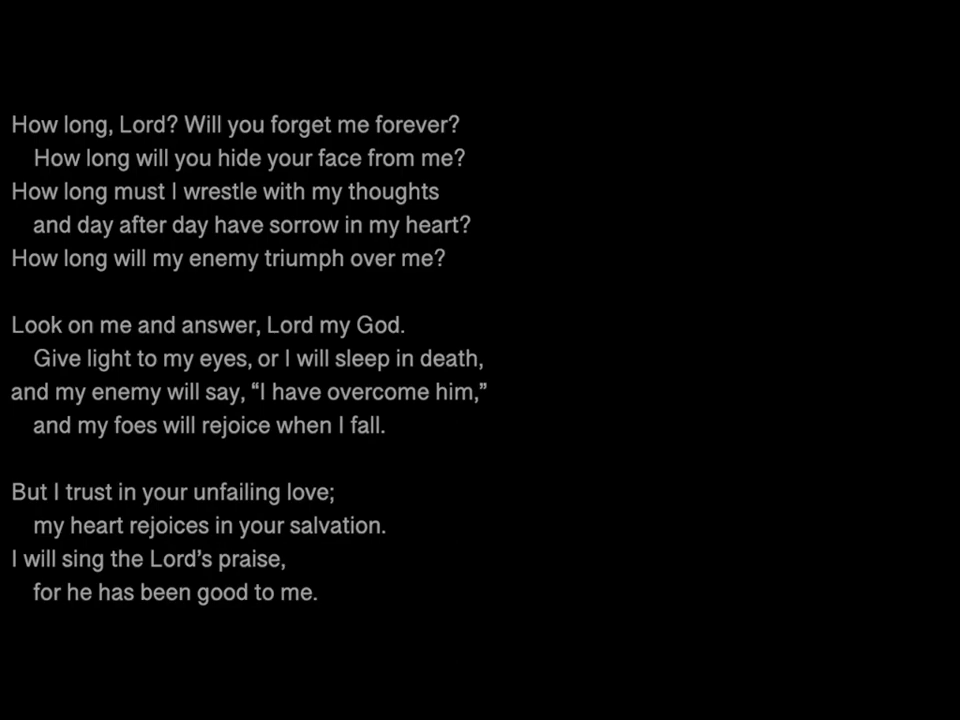 How long, Lord? Will you forget me forever?
How long will you hide your face from me?
How long must I wrestle with my thoughts
and day after day have sorrow in my heart?
How long will my enemy triumph over me?
Look on me and answer, Lord my God.
Give light to my eyes, or I will sleep in death,
and my enemy will say, “I have overcome him,”
and my foes will rejoice when I fall.
But I trust in your unfailing love;
my heart rejoices in your salvation.
I will sing the Lord’s praise,
for he has been good to me.